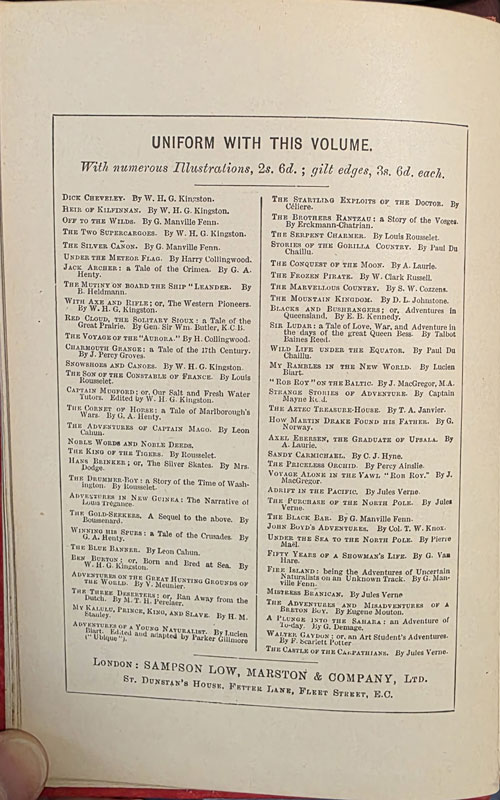 UNIFORM WITH THIS VOLUME.
With numerous Illustrations, 2s. 6d. ; gilt edges, 3s. 6d. each.
DICK CHEVELEY. By W. H. G. Kingston.
HEIR OF KILFINNAN. By W. H. G. Kingston.
OFF TO THE WILDS. By G. Manville Fenn.
THE TWO SUPERCARGOES. By W. H. G. Kingston.
THE SILVER CAÑON. By G. Manville Fenn.
UNDER THE METEOR FLAG. By Harry Collingwood.
JACK ARCHER: a Tale of the Crimea. By G. A.
Henty.
THE MUTINY ON BOARD THE SHIP "LEANDER. By
B. Heldmann.
WITH AXE AND RIFLE; or, The Western Pioneers.
By W. H. G. Kingston.
RED CLOUD, THE SOLITARY SIOUX: a Tale of the
Great Prairie. By Gen. Sir Wm. Butler, K.C.B.
THE VOYAGE OF THE "AURORA." By H. Collingwood.
CHARMOUTH GRANGE: a Tale of the 17th Century.
By J. Percy Groves.
SNOWSHOES AND CANOES. By W. H. G. Kingston.
THE SON OF THE CONSTABLE OF FRANCE. By Louis
Rousselet.
CAPTAIN MUGFORD: or, Our Salt and Fresh Water
Tutors. Edited by W. H. G. Kingston.
THE CORNET OF HORSE: a Tale of Marlborough's
Wars. By G. A. Henty.
THE ADVENTURES OF CAPTAIN MAGO. By Leon
Cahun.
NOBLE WORDS AND NOBLE DEEDS.
THE KING OF THE TIGERS. By Rousselet.
HANS BRINKER; or, The Silver Skates. By Mrs.
Dodge.
THE DRUMMER-BOY: a Story of the Time of Wash-
ington. By Rousselet.
ADVENTURES IN NEW GUINEA: The Narrative of
Louis Trégance.
THE GOLD-SEEKERS. A Sequel to the above. By
Boussenard.
WINNING HIS SPURS: a Tale of the Crusades. By
G. A. Henty.
THE BLUE BANNER. By Leon Cahun.
BEN BURTON; or, Born and Bred at Sea. By
W. H. G. Kingston.
ADVENTURES ON THE GREAT HUNTING GROUNDS OF
THE WORLD. By V. Meunier.
THE THREE DESERTERS; or, Ran Away from the
Dutch. By M. T. H. Perelaer.
MY KALULU, PRINCE, KING, AND SLAVE. By H. M.
Stanley.
ADVENTURES OF A YOUNG NATURALIST. By Lucien
Biart. Edited and adapted by Parker Gillmore
("Ubique").
THE STARTLING EXPLOITS OF THE DOCTOR. By
Célière.
THE BROTHERS RANTZAU: a Story of the Vosges.
By Erckmann-Chatrian.
THE SERPENT CHARMER. By Louis Rousselet.
STORIES OF THE GORILLA COUNTRY. By Paul Du
Chaillu.
THE CONQUEST OF THE MOON. By A. Laurie.
THE FROZEN PIRATE. By W. Clark Russell.
THE MARVELLOUS COUNTRY. By S. W. Cozzens.
THE MOUNTAIN KINGDOM. By D. L. Johnstone.
BLACKS AND BUSHRANGERS; or, Adventures in
Queensland. By E. B. Kennedy.
SIR LUDAR: a Tale of Love, War, and Adventure in
the days of the great Queen Bess. By Talbot
Baines Reed.
WILD LIFE UNDER THE EQUATOR. By Paul Du
Chaillu.
MY RAMBLES IN THE NEW WORLD. By Lucien
Biart.
"ROB ROY" ON THE BALTIC. By J. MacGregor, M.A.
STRANGE STORIES OF ADVENTURE. By Captain
Mayne Reid.
THE AZTEC TREASURE-HOUSE. By T. A. Janvier.
HOW MARTIN DRAKE FOUND HIS FATHER. By G.
Norway.
AXEL EBERSEN, THE GRADUATE OF UPSALA. By
A. Laurie.
SANDY CARMICHAEL. By C. J. Hyne.
THE PRICELESS ORCHID. By Percy Ainslie.
VOYAGE ALONE IN THE YAWL "ROB ROY." By J.
MacGregor.
ADRIFT IN THE PACIFIC. By Jules Verne.
THE PURCHASE OF THE NORTH POLE. By Jules
Verne.
THE BLACK BAR. By G. Manville Fenn.
JOHN BOYD'S ADVENTURES. By Col. T. W. Knox.
UNDER THE SEA TO THE NORTH POLE. By Pierre
Maël.
FIFTY YEARS OF A SHOWMAN'S LIFE. By G. Van
Hare.
FIRE ISLAND: being the Adventures of Uncertain
Naturalists on an Unknown Track. By G. Man-
ville Fenn.
MISTRESS BRANICAN. By Jules Verne
THE ADVENTURES AND MISADVENTURES OF A
BRETON BOY. By Eugene Mouton.
A PLUNGE INTO THE SAHARA: an Adventure of
To-day. By G. Demage.
WALTER GAYDON; or, an Art Student's Adventures.
By F. Scarlett Potter
THE CASTLE OF THE CARPATHIANS. By Jules Verne.
LONDON: SAMPSON LOW, MARSTON & COMPANY, LTD.
ST. DUNSTAN'S HOUSE, FETTER LANE, FLEET STREET, E.C.